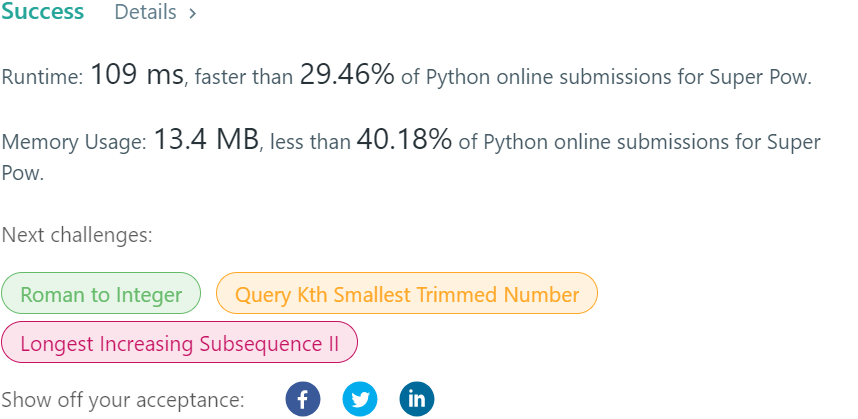 Success Details >
Runtime: 109 ms, faster than 29.46% of Python online submissions for Super Pow.
Memory Usage: 13.4 MB, less than 40.18% of Python online submissions for Super
Pow.
Next challenges:
Roman to Integer Query Kth Smallest Trimmed Number
Longest Increasing Subsequence II
Show off your acceptance: f in